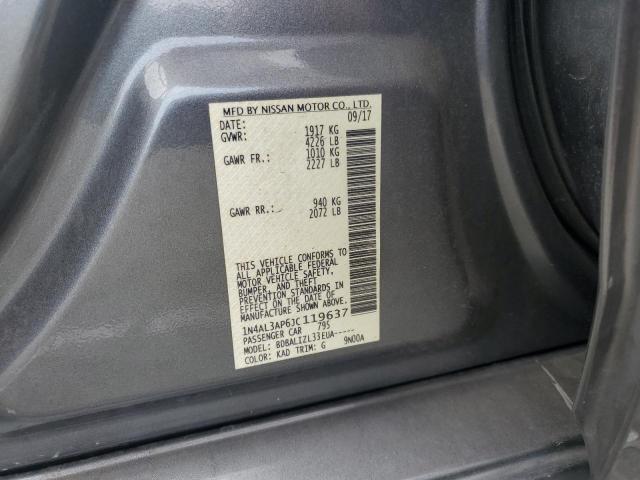 MFD BY NISSAN MOTOR CO., LTD.
DATE: 09/17
GVWR: 1917 KG
4226 LB
GAWR FR.: 1010 KG
2227 LB
GAWR RR.: 940 KG
2072 LB
THIS VEHICLE CONFORMS TO
ALL APPLICABLE FEDERAL
MOTOR VEHICLE SAFETY,
BUMPER, AND THEFT
PREVENTION STANDARDS IN
EFFECT ON THE DATE OF
MANUFACTURE SHOWN ABOVE.
1N4AL3AP6JC119637
PASSENGER CAR 795
MODEL: BDBALIZL33EUA-----
COLOR: KAD TRIM: G 9N00A